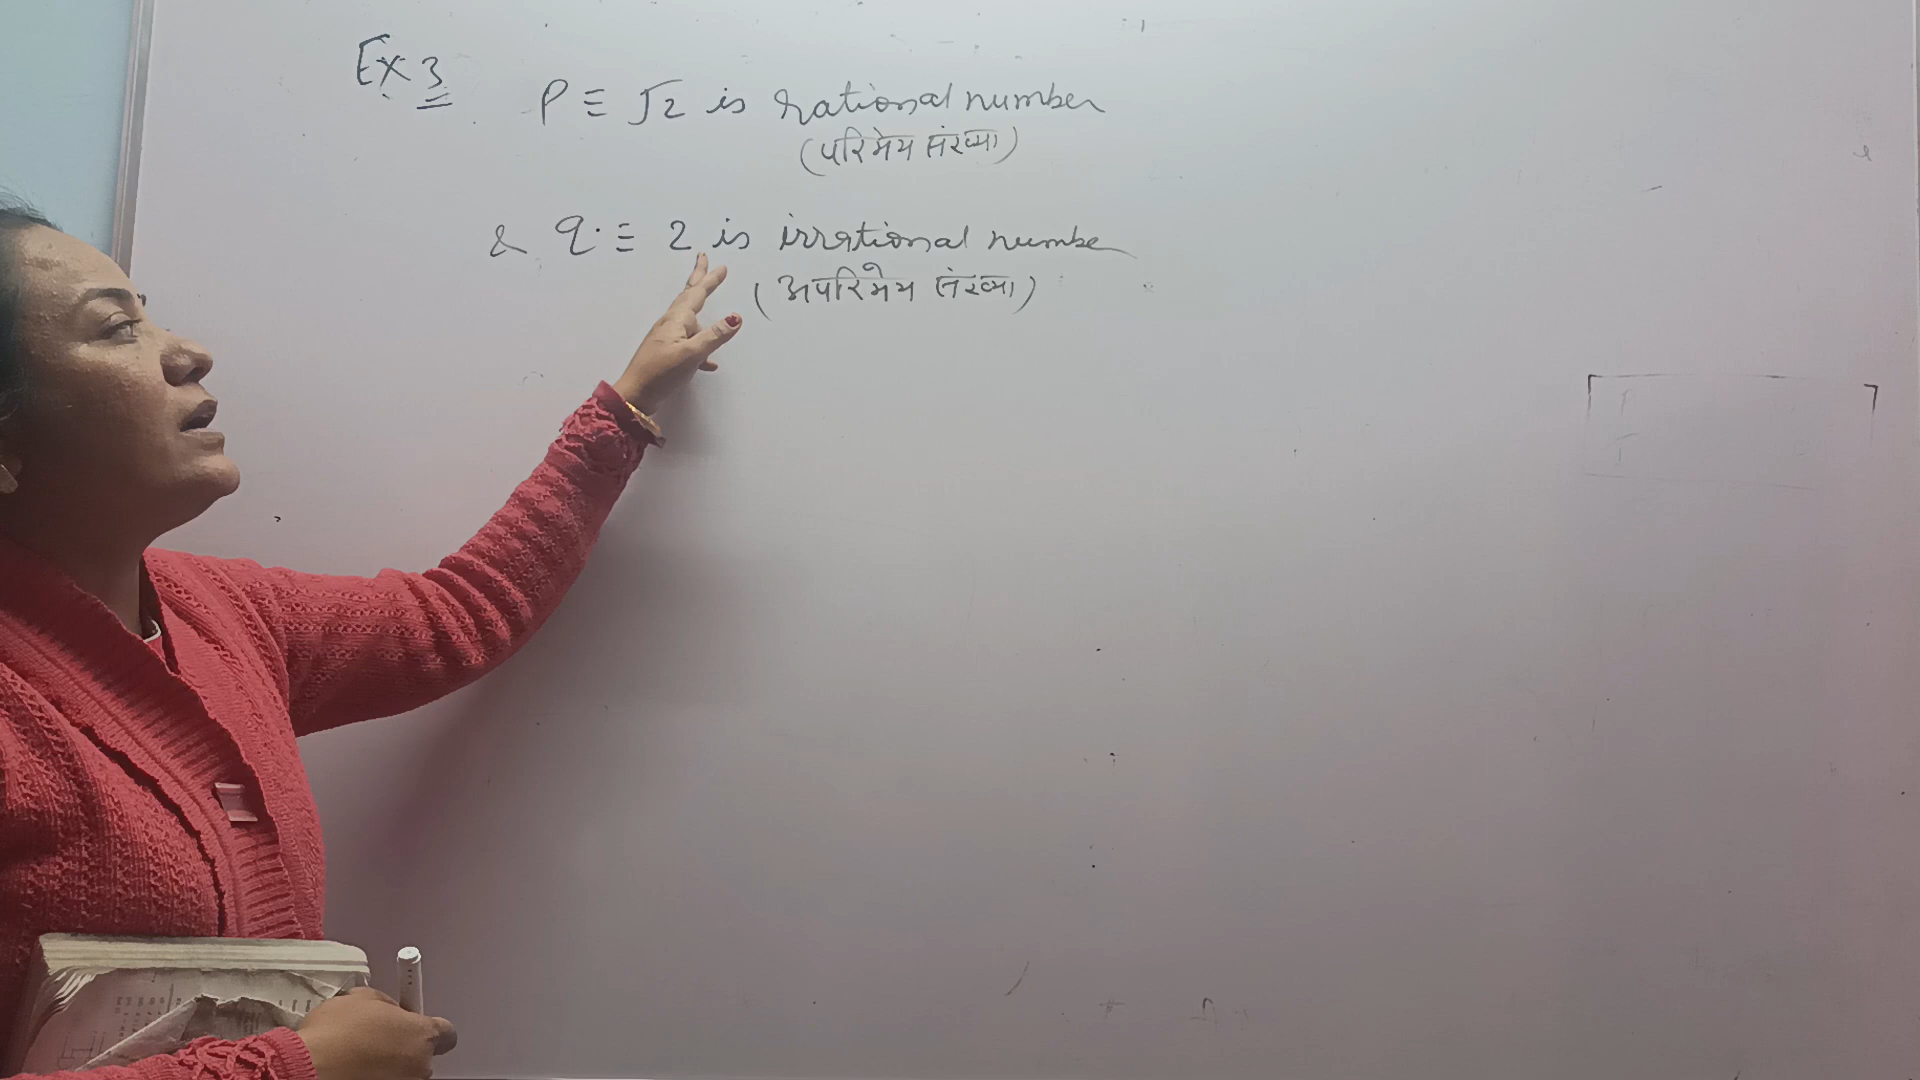 Ex 3
P ≡ √2 is rational number
(परिमेय संख्या)
& q ≡ 2 is irrational number
(अपरिमेय संख्या)